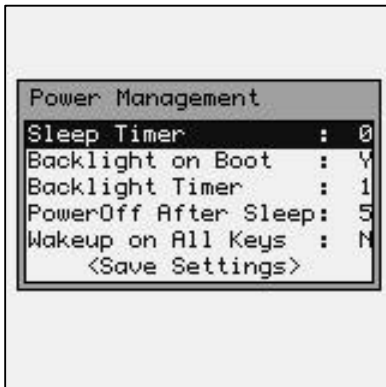 Power Management
Sleep Timer : 0
Backlight on Boot : Y
Backlight Timer : 1
PowerOff After Sleep: 5
Wakeup on All Keys : N
<Save Settings>